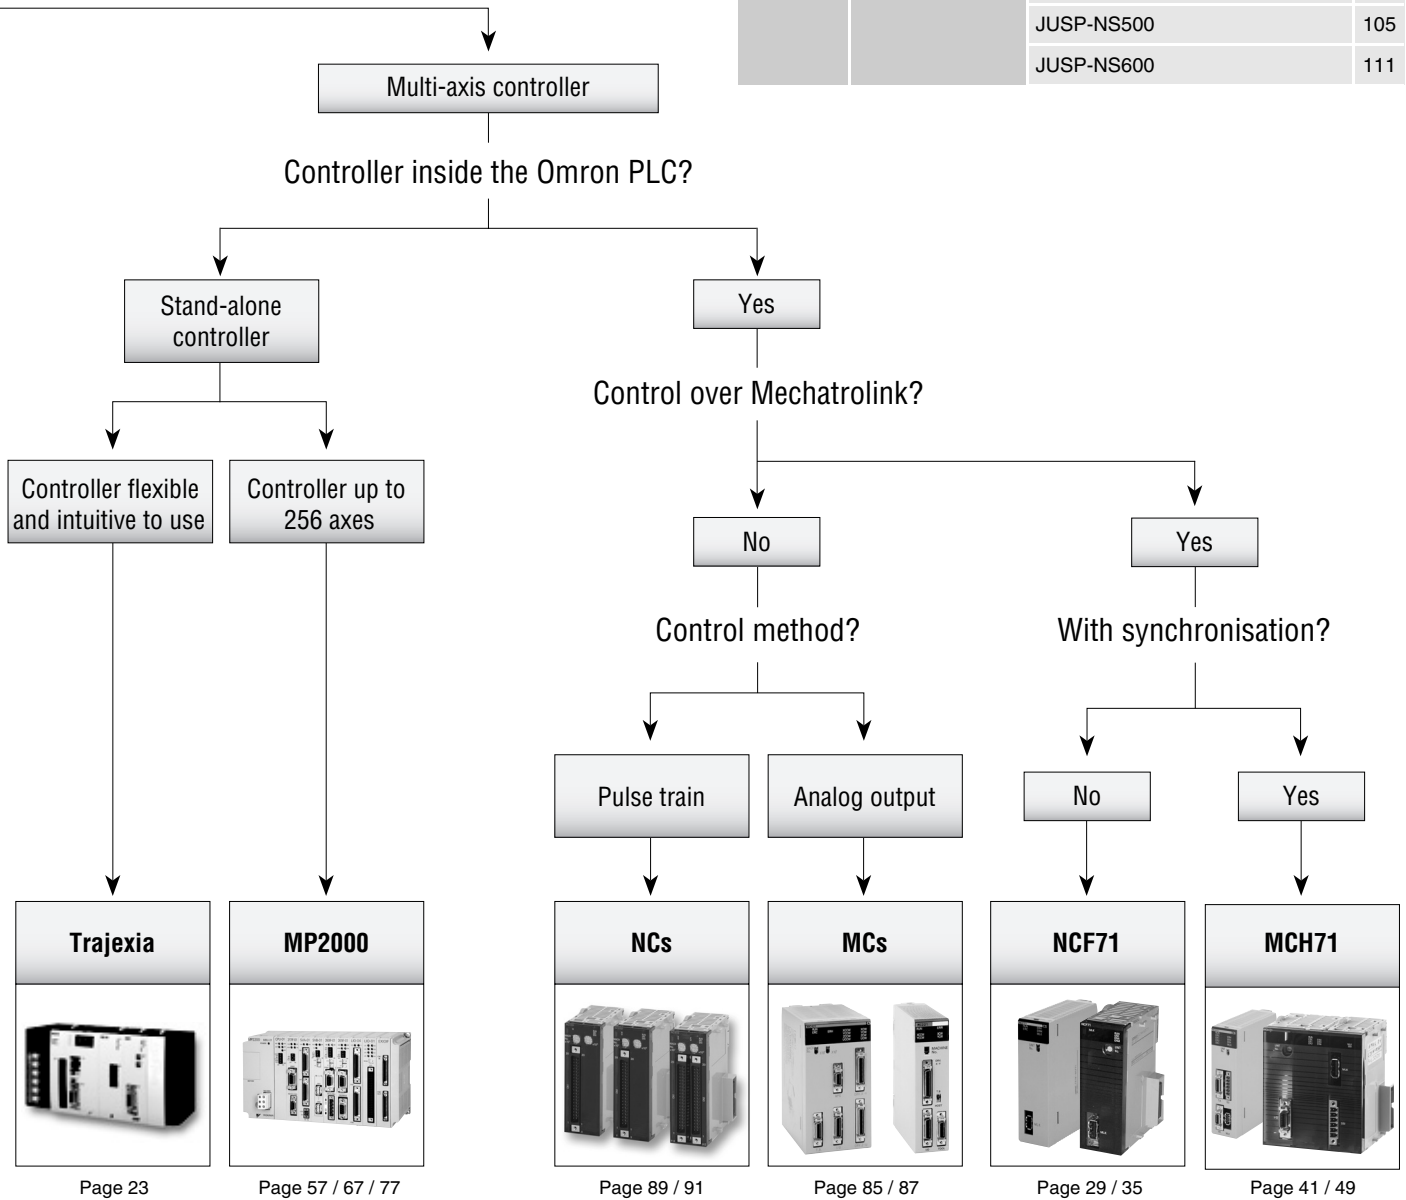 JUSP-NS500 105
JUSP-NS600 111
Multi-axis controller
Controller inside the Omron PLC?
Stand-alone
controller
Yes
Control over Mechatrolink?
Controller flexible
and intuitive to use
Controller up to
256 axes
No
Yes
Control method?
With synchronisation?
Pulse train
Analog output
No
Yes
Trajexia
MP2000
NCs
MCs
NCF71
MCH71
Page 23
Page 57 / 67 / 77
Page 89 / 91
Page 85 / 87
Page 29 / 35
Page 41 / 49